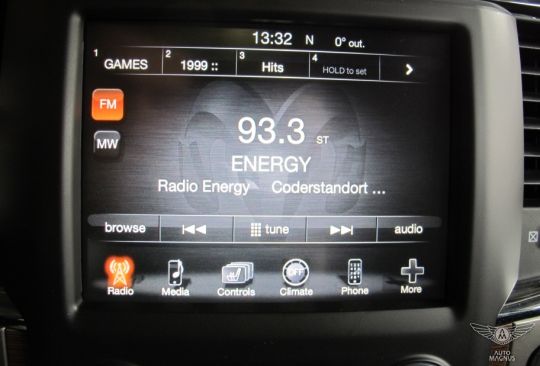 13:32 N 0° out.
1 GAMES 2 1999 :: 3 Hits 4 HOLD to set
FM
93.3 ST
MW
ENERGY
Radio Energy Coderstandort ...
browse tune audio
OFF
Radio Media Controls Climate Phone More
AUTO
MAGNUS